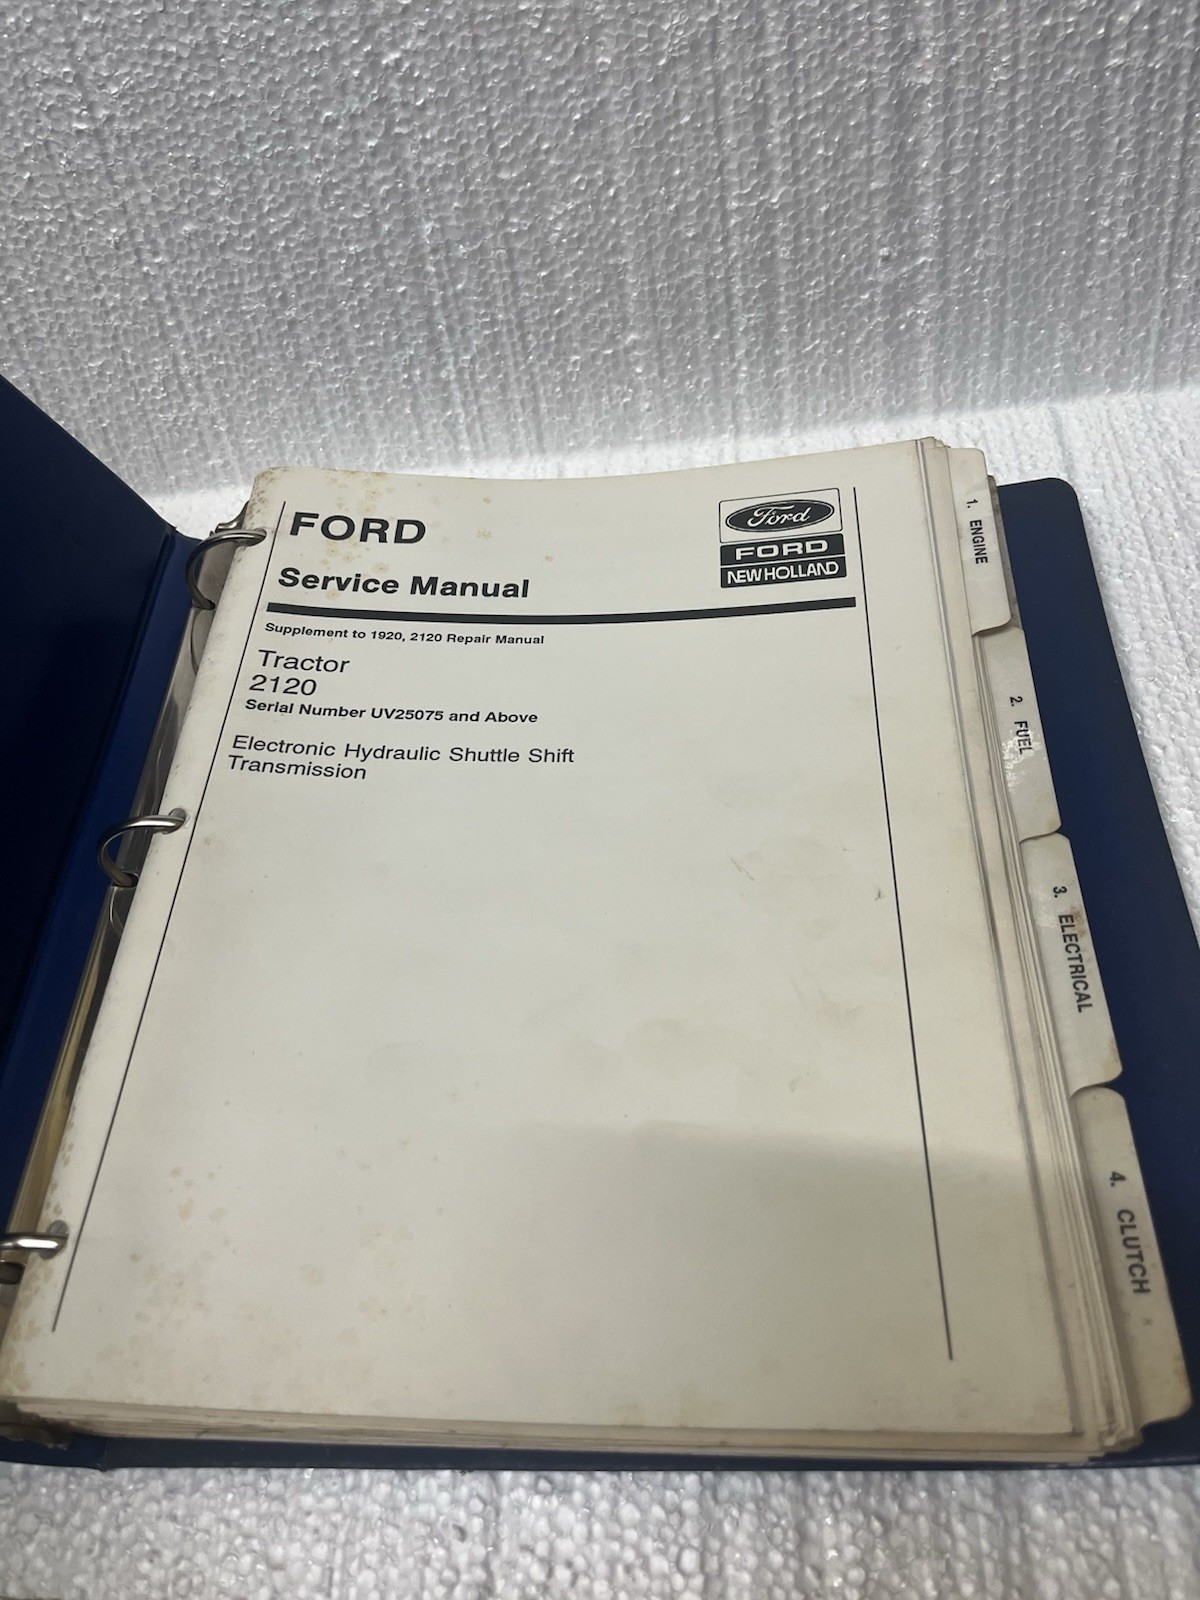 FORD
Service Manual
Ford
FORD
NEW HOLLAND
Supplement to 1920, 2120 Repair Manual
Tractor
2120
Serial Number UV25075 and Above
Electronic Hydraulic Shuttle Shift
Transmission
1. ENGINE
2. FUEL
3. ELECTRICAL
4. CLUTCH